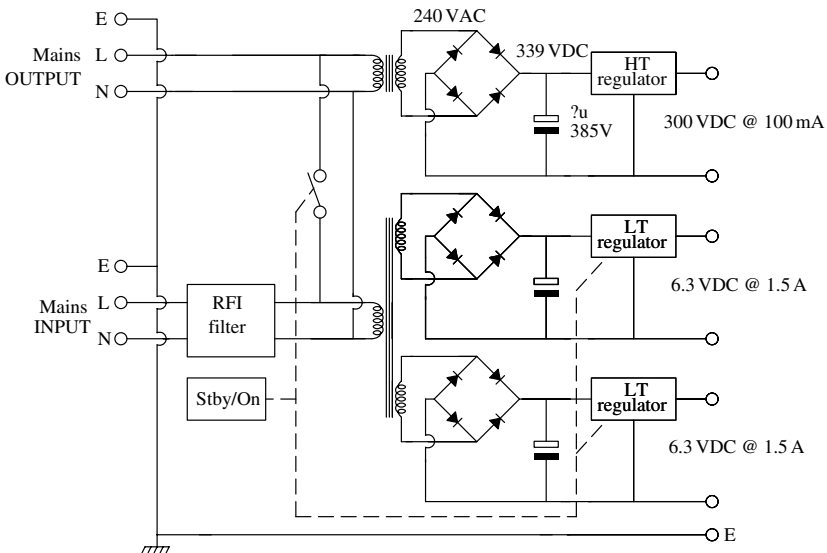 E
240 VAC
Mains
OUTPUT
L
339 VDC
HT
regulator
N
?u
385V
300 VDC @ 100 mA
LT
regulator
E
6.3 VDC @ 1.5 A
Mains
INPUT
L
RFI
filter
N
Stby/On
LT
regulator
6.3 VDC @ 1.5 A
E